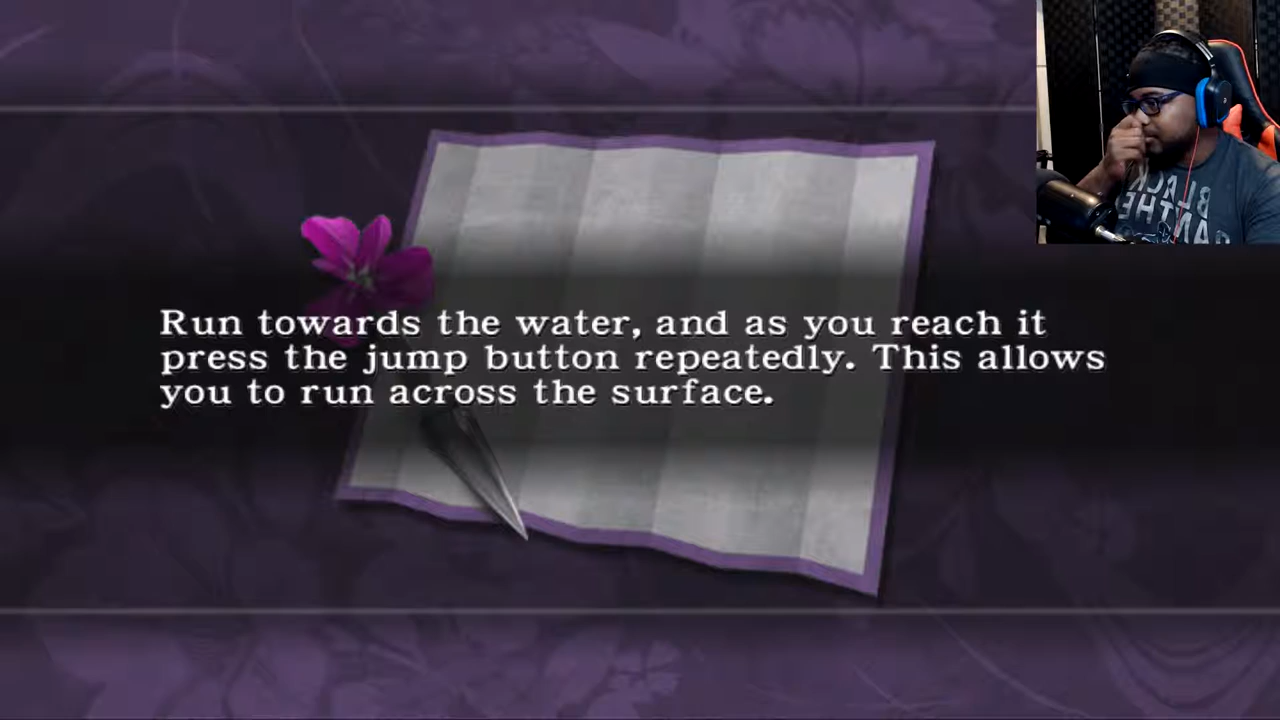 Run towards the water, and as you reach it
press the jump button repeatedly. This allows
you to run across the surface.
BLACK